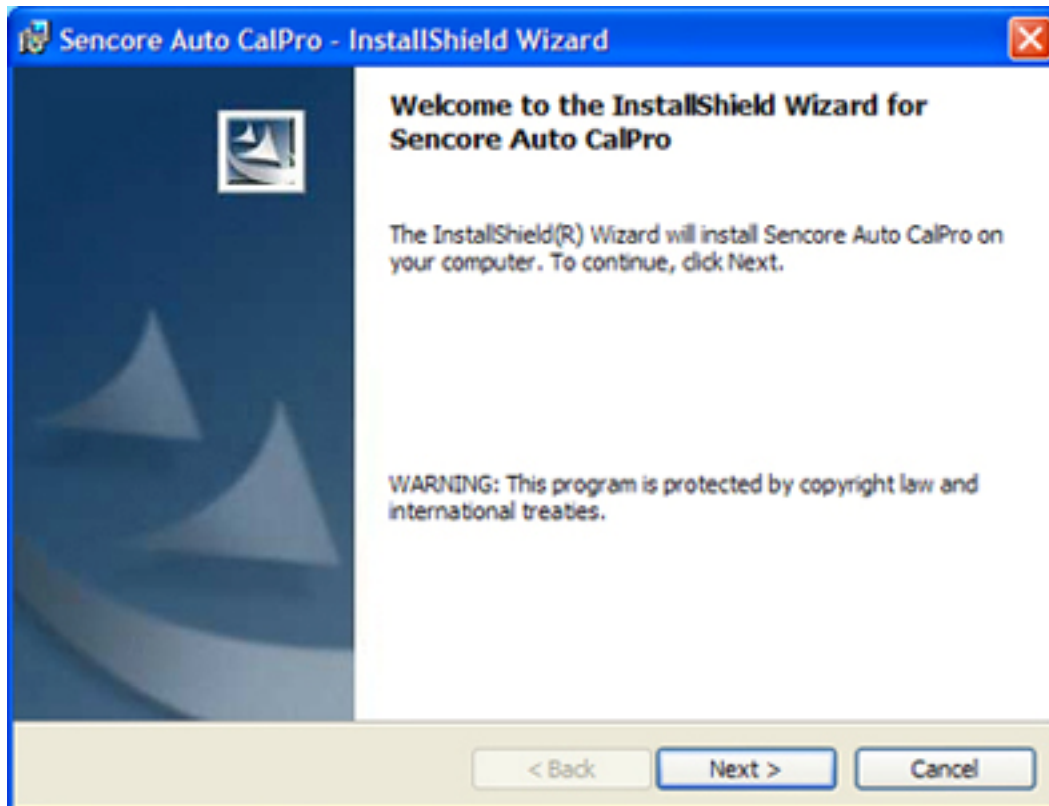 Sencore Auto CalPro - InstallShield Wizard
Welcome to the InstallShield Wizard for
Sencore Auto CalPro
The InstallShield(R) Wizard will install Sencore Auto CalPro on
your computer. To continue, click Next.
WARNING: This program is protected by copyright law and
international treaties.
< Back
Next >
Cancel